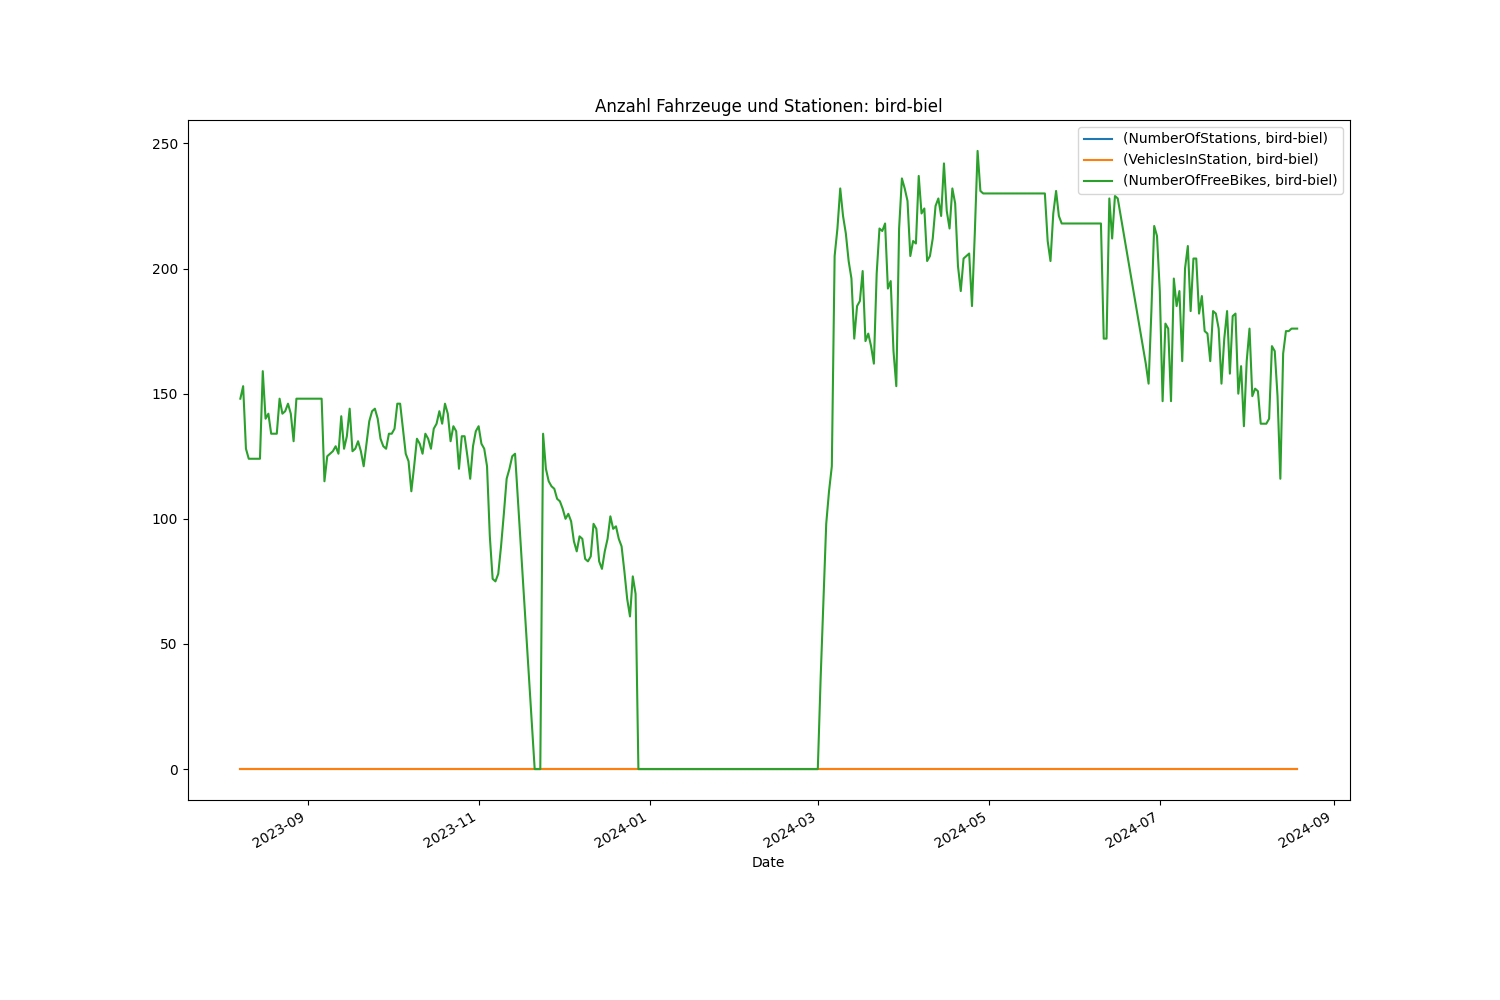 Anzahl Fahrzeuge und Stationen: bird-biel
(NumberOfStations, bird-biel)
(VehiclesInStation, bird-biel)
(NumberOfFreeBikes, bird-biel)
250
200
150
100
50
0
2023-09
2023-11
2024-01
2024-03
2024-05
2024-07
2024-09
Date